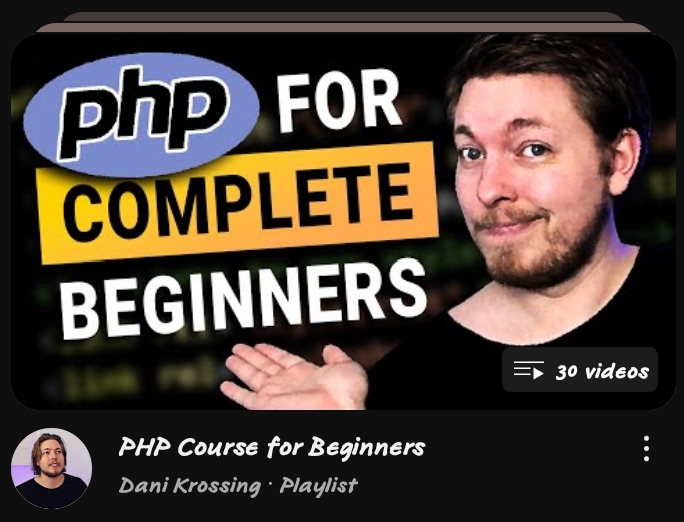 php FOR
COMPLETE
BEGINNERS
30 videos
PHP Course for Beginners
Dani Krossing · Playlist